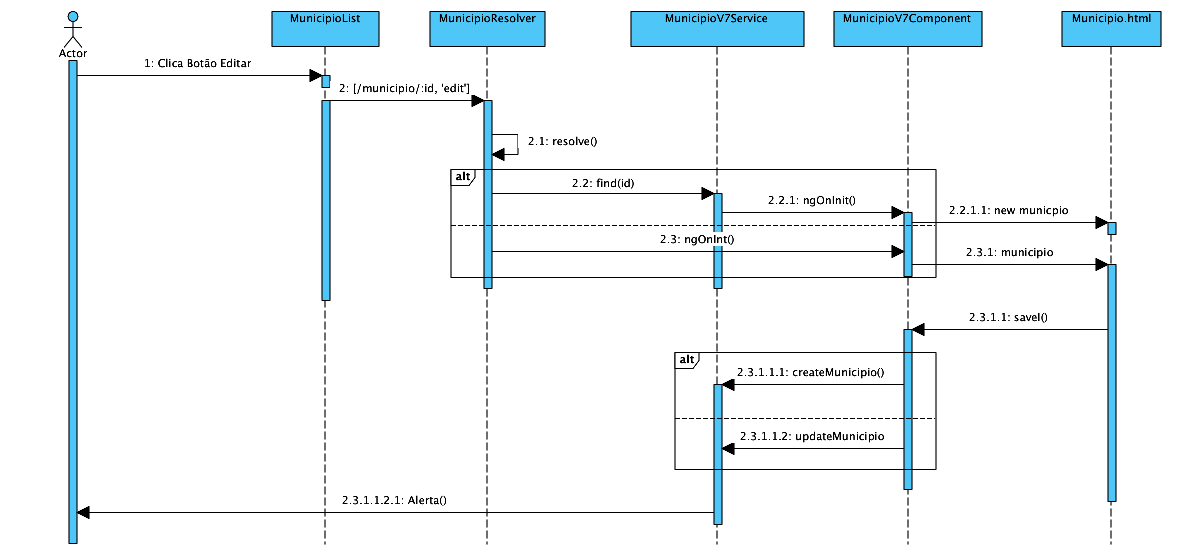 MunicipioList
MunicipioResolver
MunicipioV7Service
MunicipioV7Component
Municipio.html
Actor
1: Clica Botão Editar
2: [/municipio/:id, 'edit']
2.1: resolve()
alt
2.2: find(id)
2.2.1: ngOnInit()
2.2.1.1: new municpio
2.3: ngOnInt()
2.3.1: municipio
2.3.1.1: savel()
alt
2.3.1.1.1: createMunicipio()
2.3.1.1.2: updateMunicipio
2.3.1.1.2.1: Alerta()